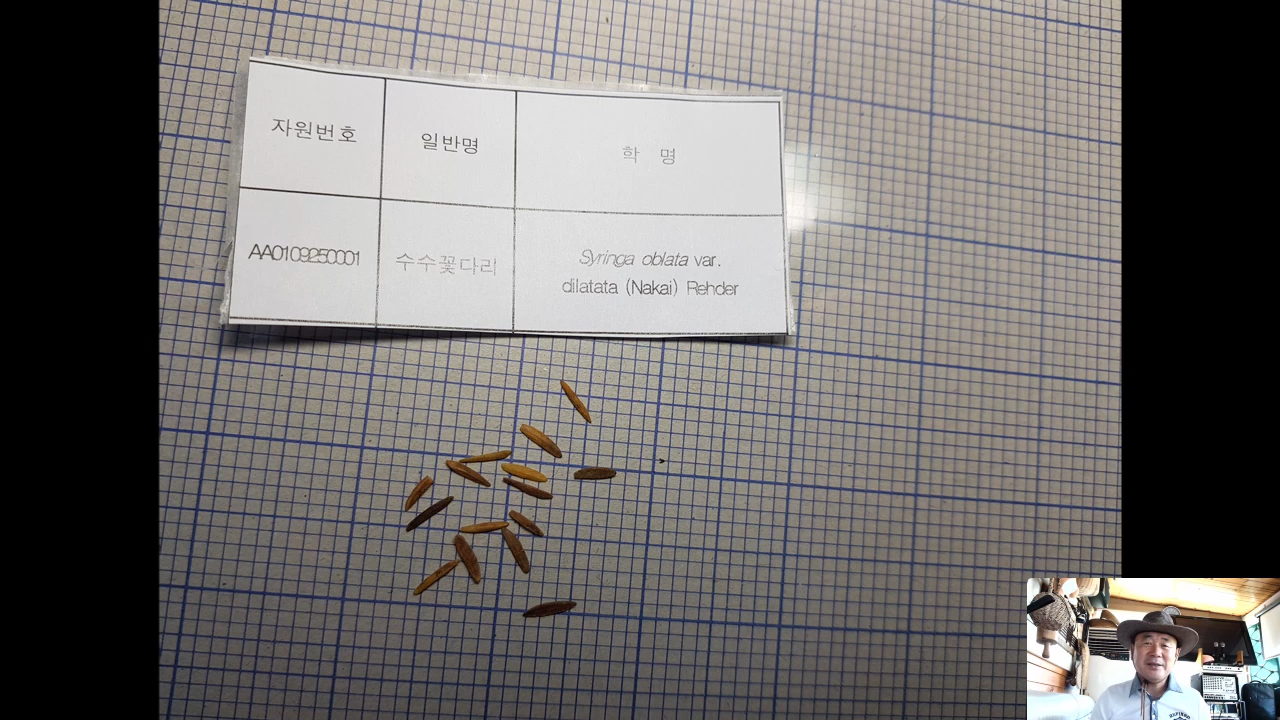 자원번호 일반명 학 명
AA0109250001 수수꽃다리 Syringa oblata var.
dilatata (Nakai) Rehder